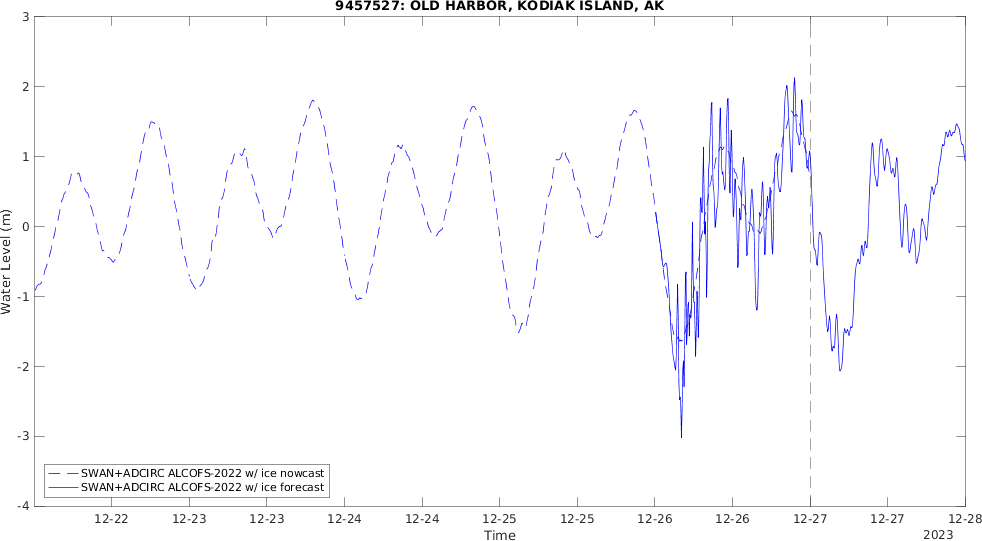 9457527: OLD HARBOR, KODIAK ISLAND, AK
3
2
1
0
-1
-2
-3
-4
Water Level (m)
SWAN+ADCIRC ALCOFS-2022 w/ ice nowcast
SWAN+ADCIRC ALCOFS-2022 w/ ice forecast
12-22 12-23 12-23 12-24 12-24 12-25 12-25 12-26 12-26 12-27 12-27 12-28
Time
2023